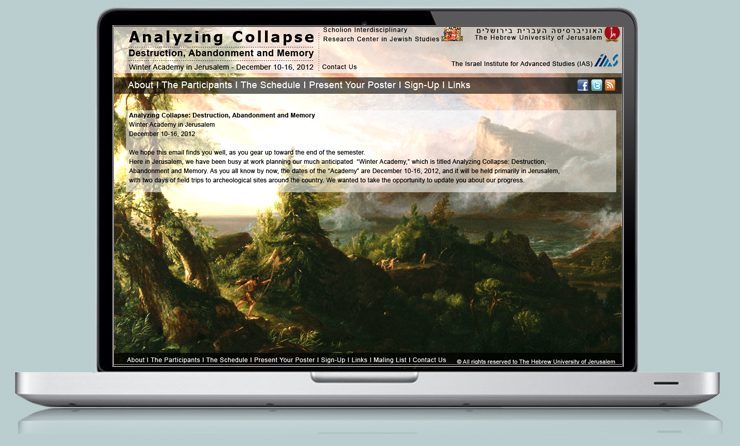 Analyzing Collapse
Destruction, Abandonment and Memory
Winter Academy in Jerusalem - December 10-16, 2012
Scholion Interdisciplinary
Research Center in Jewish Studies
Contact Us
האוניברסיטה העברית בירושלים
The Hebrew University of Jerusalem
The Israel Institute for Advanced Studies (IAS)
About I The Participants I The Schedule I Present Your Poster I Sign-Up I Links
Analyzing Collapse: Destruction, Abandonment and Memory
Winter Academy in Jerusalem
December 10-16, 2012
We hope this email finds you well, as you gear up toward the end of the semester.
Here in Jerusalem, we have been busy at work planning our much anticipated "Winter Academy," which is titled Analyzing Collapse: Destruction,
Abandonment and Memory. As you all know by now, the dates of the "Academy" are December 10-16, 2012, and it will be held primarily in Jerusalem,
with two days of field trips to archeological sites around the country. We wanted to take the opportunity to update you about our progress.
About I The Participants I The Schedule I Present Your Poster I Sign-Up I Links I Maling List I Contact Us
© All rights reserved to The Hebrew University of Jerusalem